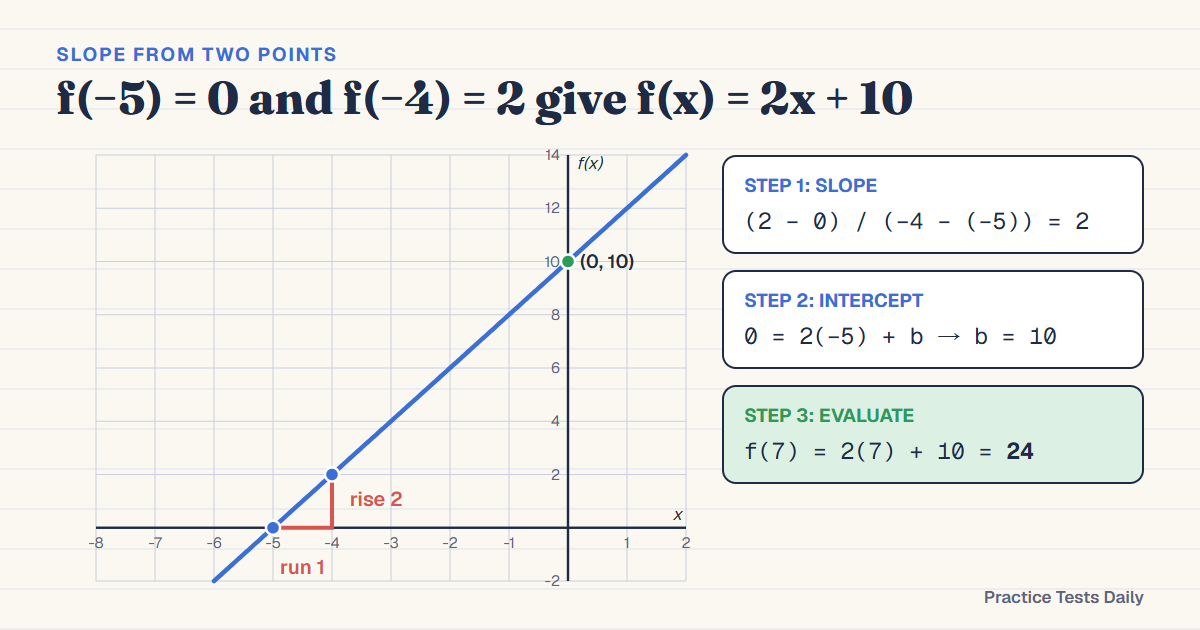 SLOPE FROM TWO POINTS
f(−5) = 0 and f(−4) = 2 give f(x) = 2x + 10
14
f(x)
12
10
(0, 10)
8
6
4
2
rise 2
x
-8
-7
-6
-5
-4
-3
-2
-1
1
2
run 1
-2
STEP 1: SLOPE
(2 − 0) / (−4 − (−5)) = 2
STEP 2: INTERCEPT
0 = 2(−5) + b → b = 10
STEP 3: EVALUATE
f(7) = 2(7) + 10 = 24
Practice Tests Daily